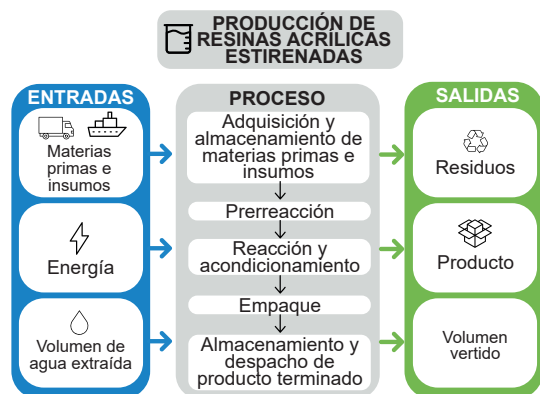 PRODUCCIÓN DE
RESINAS ACRÍLICAS
ESTIRENADAS
ENTRADAS
Materias
primas e
insumos
Energía
Volumen de
agua extraída
PROCESO
Adquisición y
almacenamiento de
materias primas e
insumos
Prerreacción
Reacción y
acondicionamiento
Empaque
Almacenamiento y
despacho de
producto terminado
SALIDAS
Residuos
Producto
Volumen
vertido